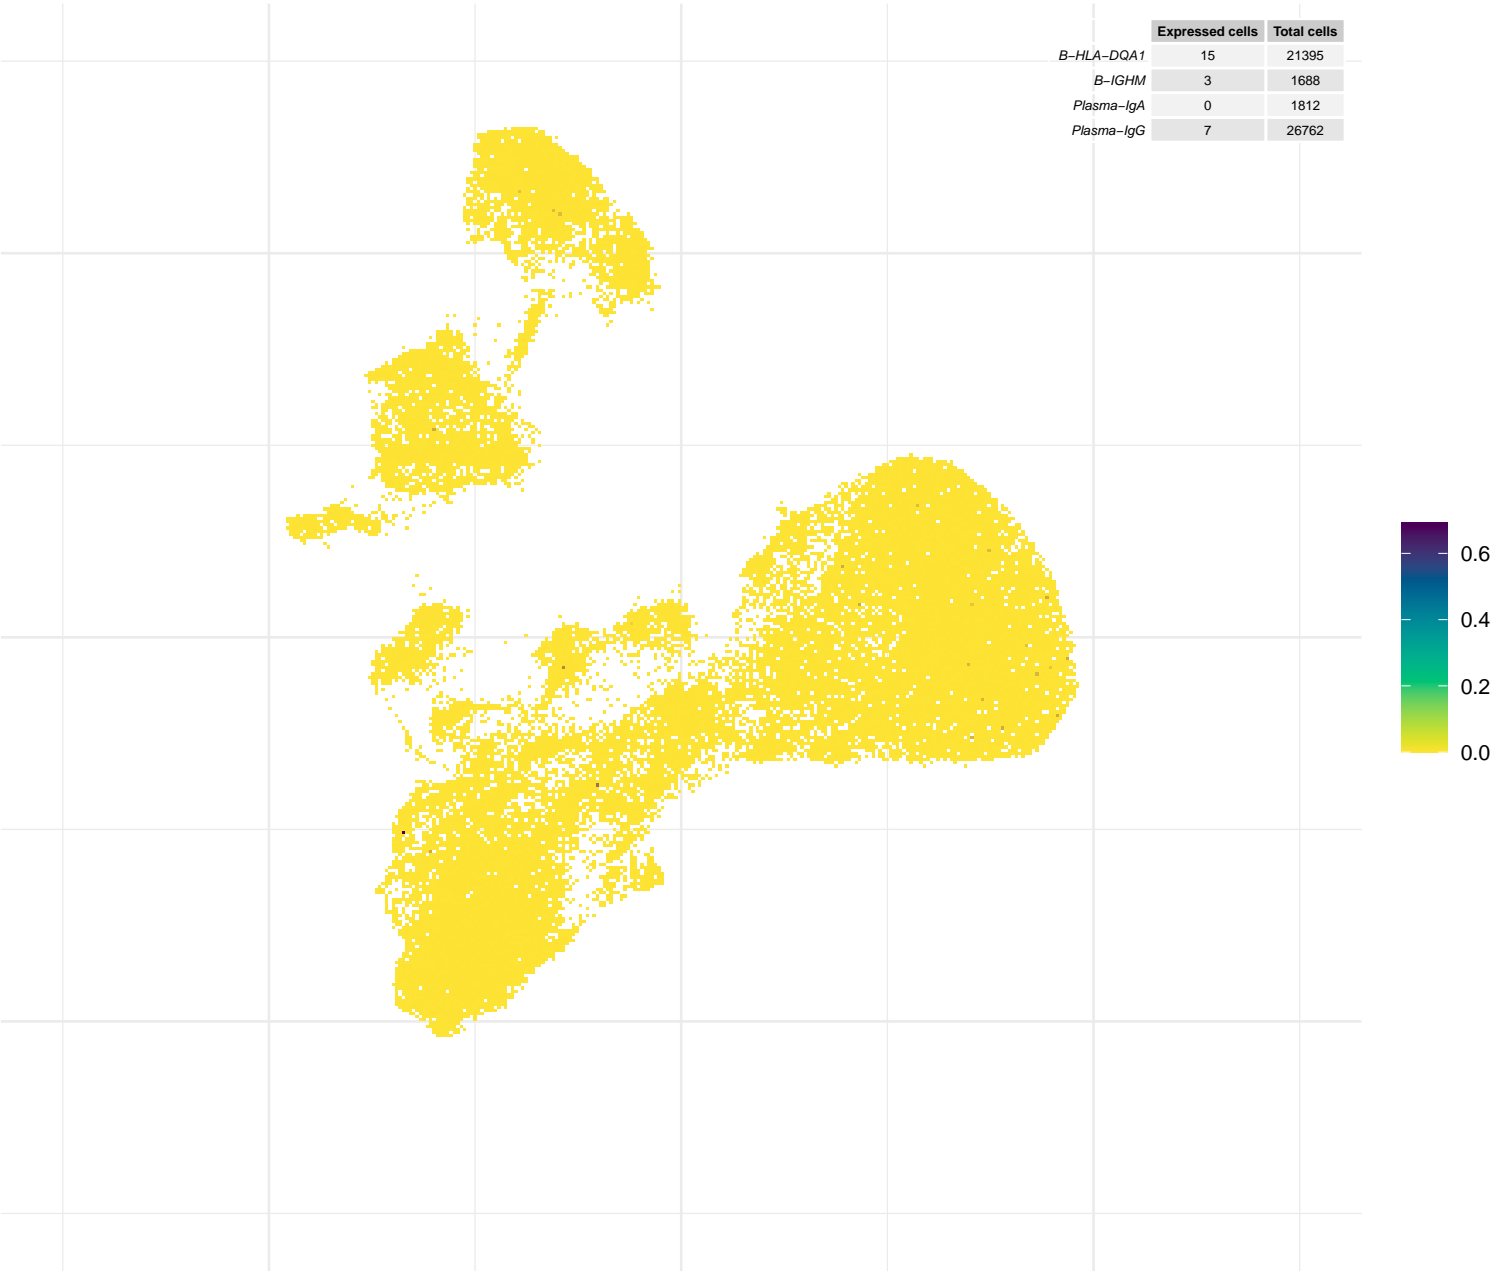 Expressed cells Total cells
B–HLA–DQA1 15 21395
B–IGHM 3 1688
Plasma–IgA 0 1812
Plasma–IgG 7 26762
0.6
0.4
0.2
0.0